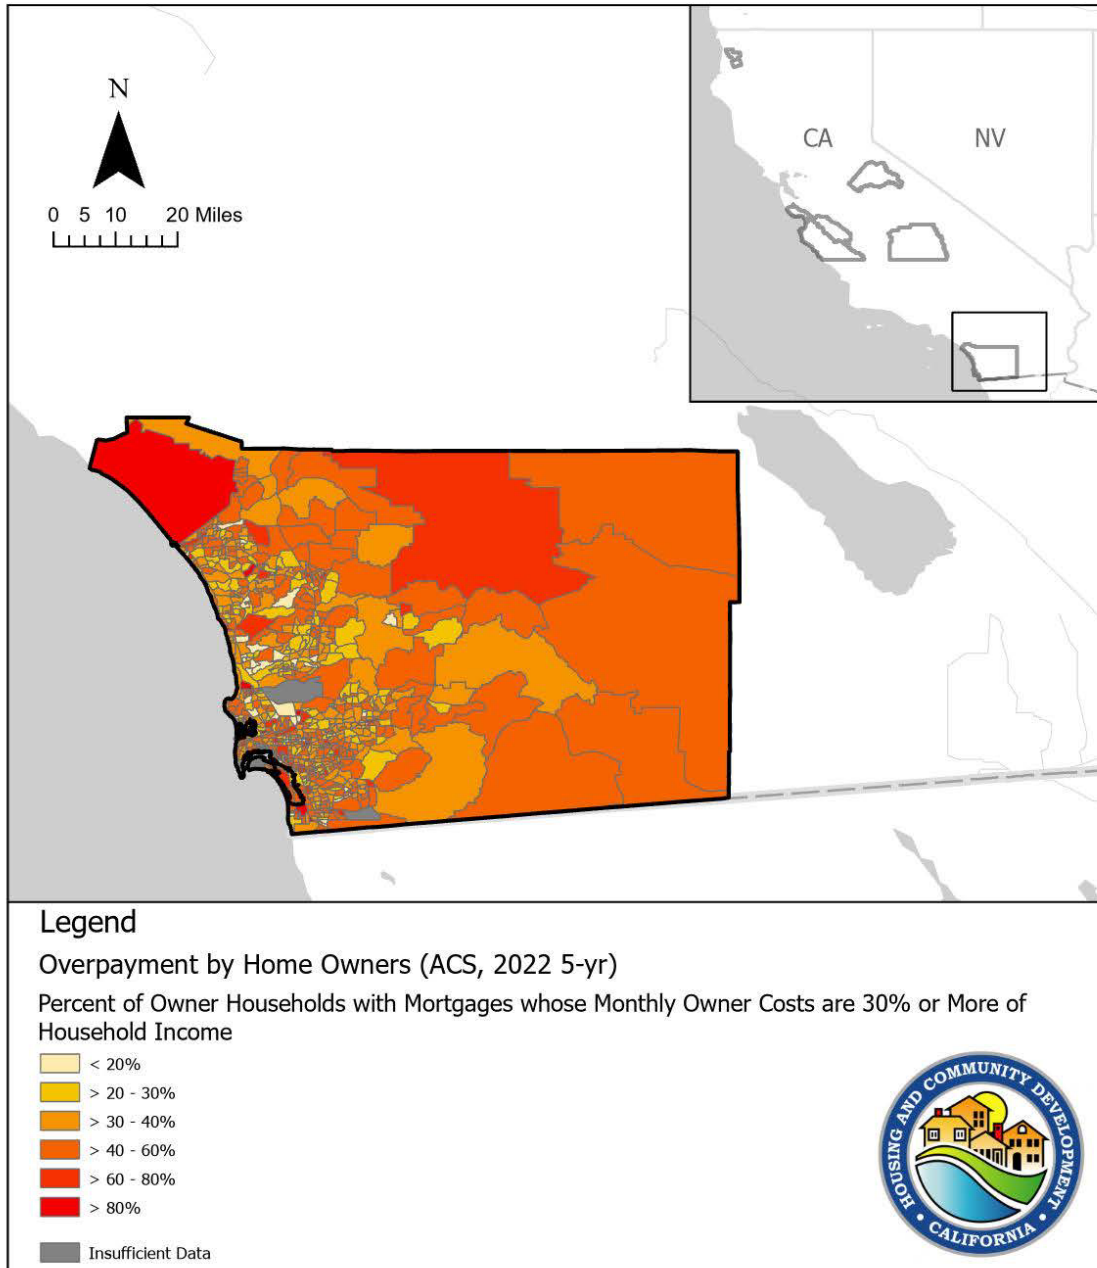 N
0 5 10 20 Miles
CA
NV
Legend
Overpayment by Home Owners (ACS, 2022 5-yr)
Percent of Owner Households with Mortgages whose Monthly Owner Costs are 30% or More of
Household Income
< 20%
> 20 - 30%
> 30 - 40%
> 40 - 60%
> 60 - 80%
> 80%
Insufficient Data
HOUSING AND COMMUNITY DEVELOPMENT
• CALIFORNIA •